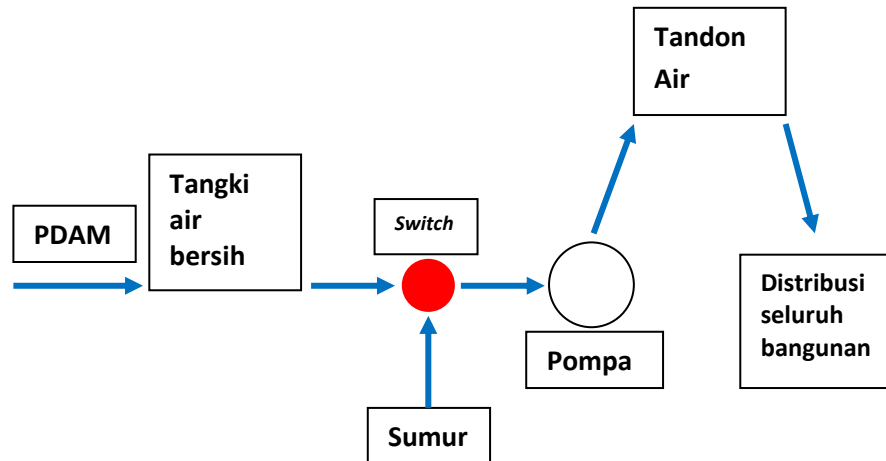 PDAM
Tangki
air
bersih
Switch
Sumur
Pompa
Tandon
Air
Distribusi
seluruh
bangunan